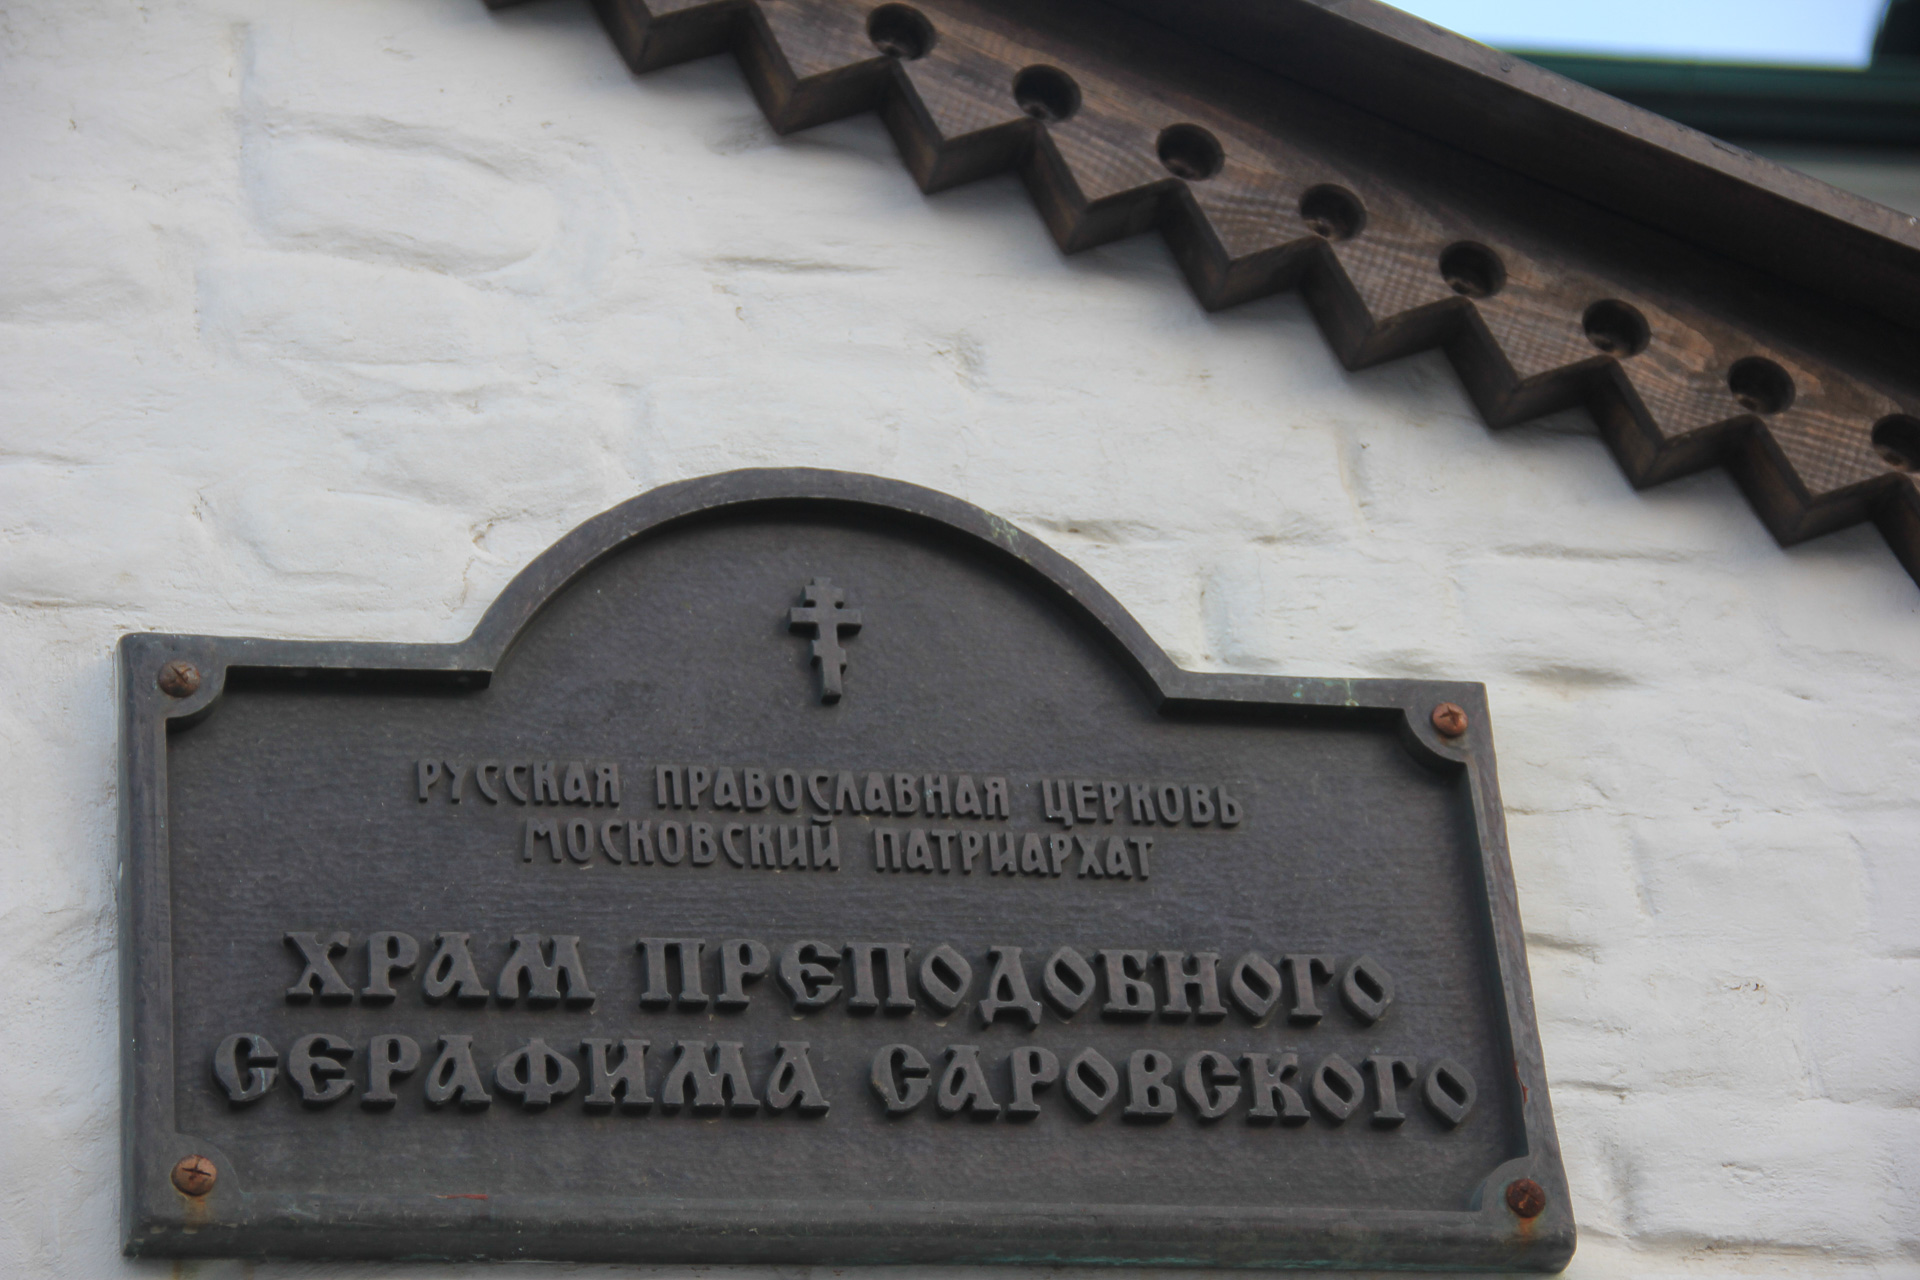 РУССКАЯ ПРАВОСЛАВНАЯ ЦЕРКОВЬ
МОСКОВСКИЙ ПАТРИАРХАТ
ХРАМ ПРЕПОДОБНОГО
СЕРАФИМА САРОВСКОГО